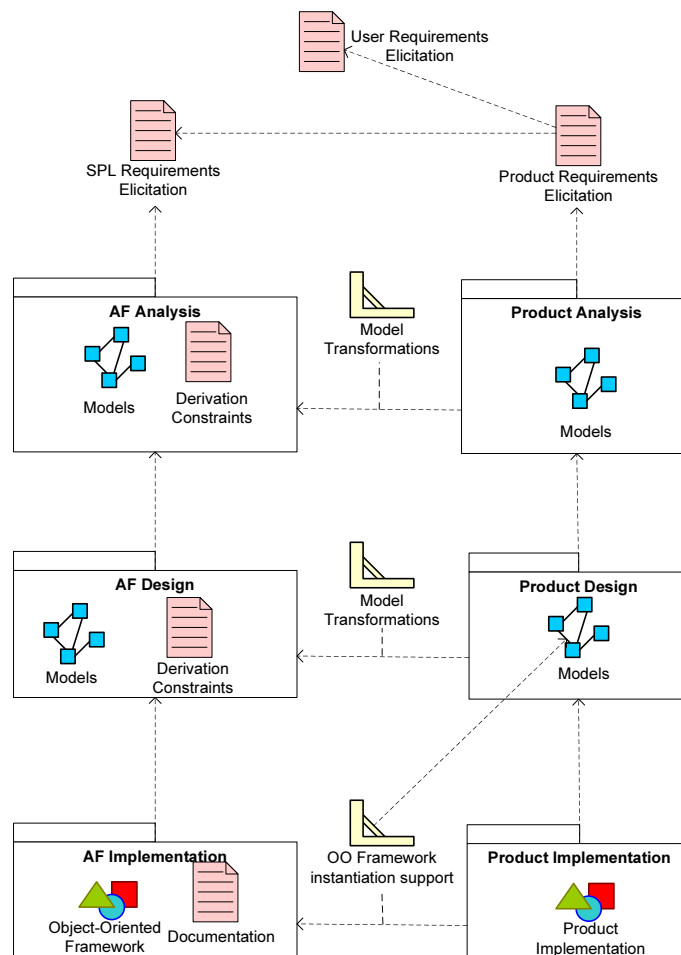 User Requirements
Elicitation
SPL Requirements
Elicitation
Product Requirements
Elicitation
AF Analysis
Models
Derivation
Constraints
Model
Transformations
Product Analysis
Models
AF Design
Models
Derivation
Constraints
Model
Transformations
Product Design
Models
AF Implementation
Object-Oriented
Framework
Documentation
OO Framework
instantiation support
Product Implementation
Product
Implementation